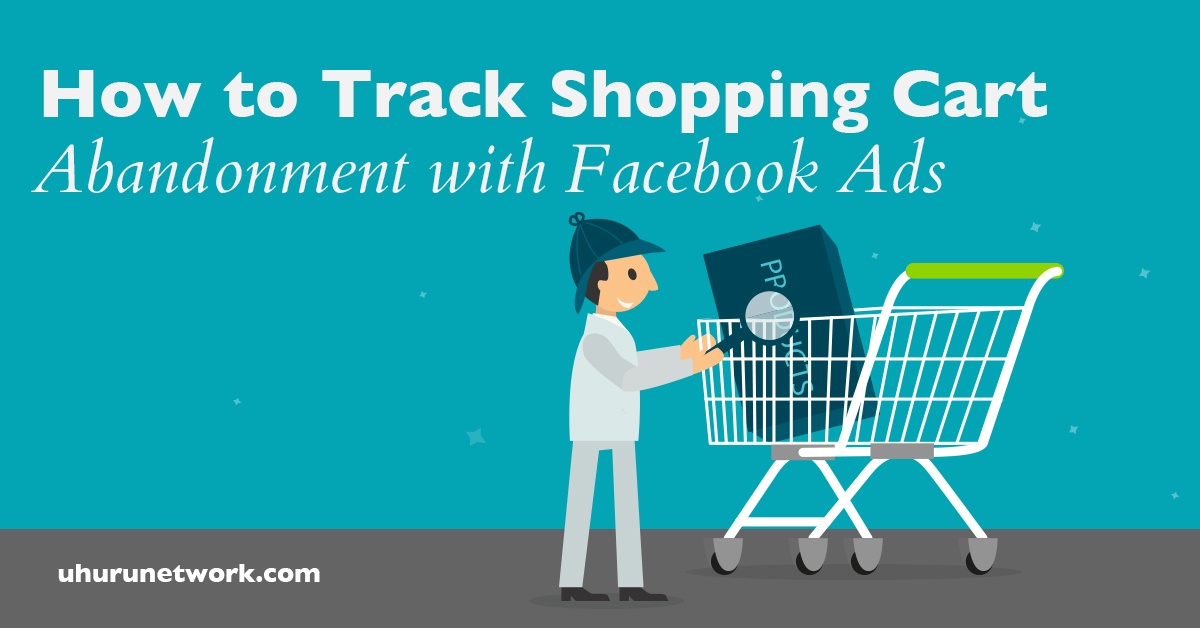 How to Track Shopping Cart
Abandonment with Facebook Ads
PRODUCTS
uhurunetwork.com